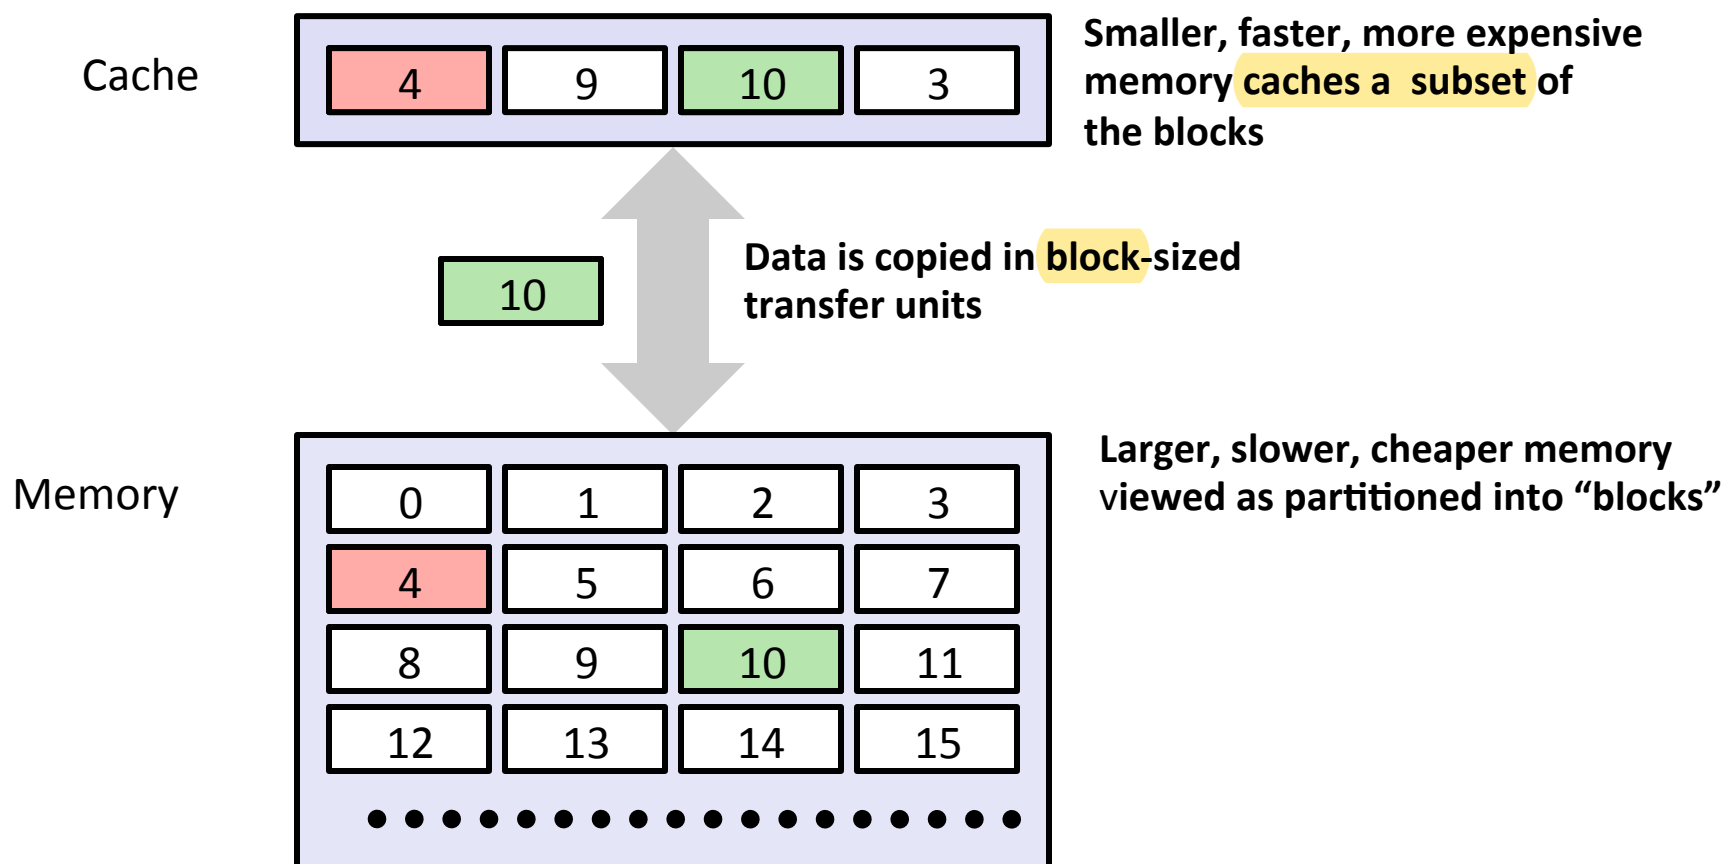 Cache
4 9 10 3
Smaller, faster, more expensive
memory caches a subset of
the blocks
10
Data is copied in block-sized
transfer units
Memory
0 1 2 3
4 5 6 7
8 9 10 11
12 13 14 15
Larger, slower, cheaper memory
viewed as partitioned into “blocks”